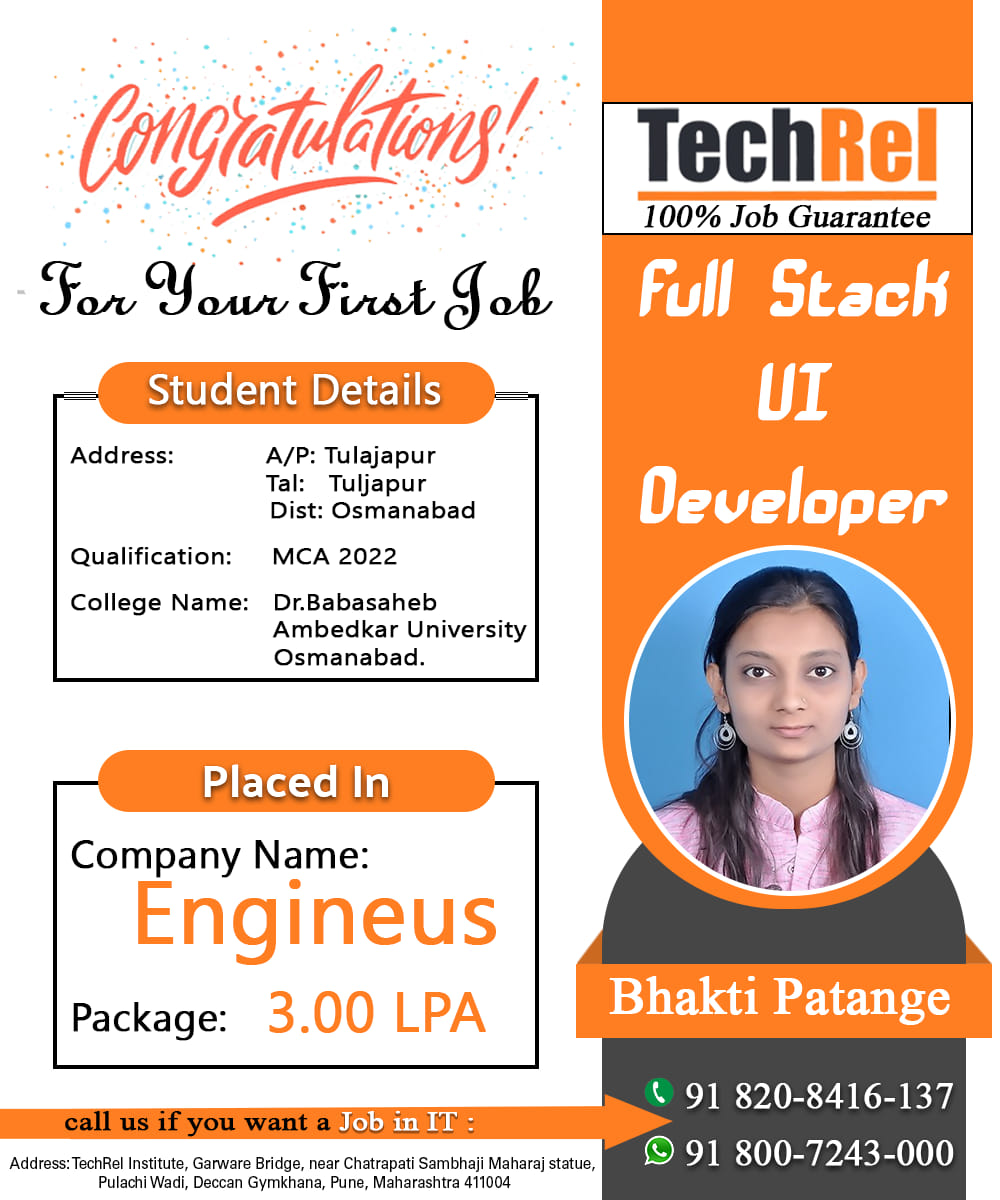 Congratulations!
For Your First Job
Student Details
Address: A/P: Tulajapur
Tal: Tuljapur
Dist: Osmanabad
Qualification: MCA 2022
College Name: Dr.Babasaheb
Ambedkar University
Osmanabad.
Placed In
Company Name:
Engineus
Package: 3.00 LPA
TechRel
100% Job Guarantee
Full Stack
UI
Developer
Bhakti Patange
call us if you want a Job in IT :
91 820-8416-137
91 800-7243-000
Address: TechRel Institute, Garware Bridge, near Chatrapati Sambhaji Maharaj statue,
Pulachi Wadi, Deccan Gymkhana, Pune, Maharashtra 411004